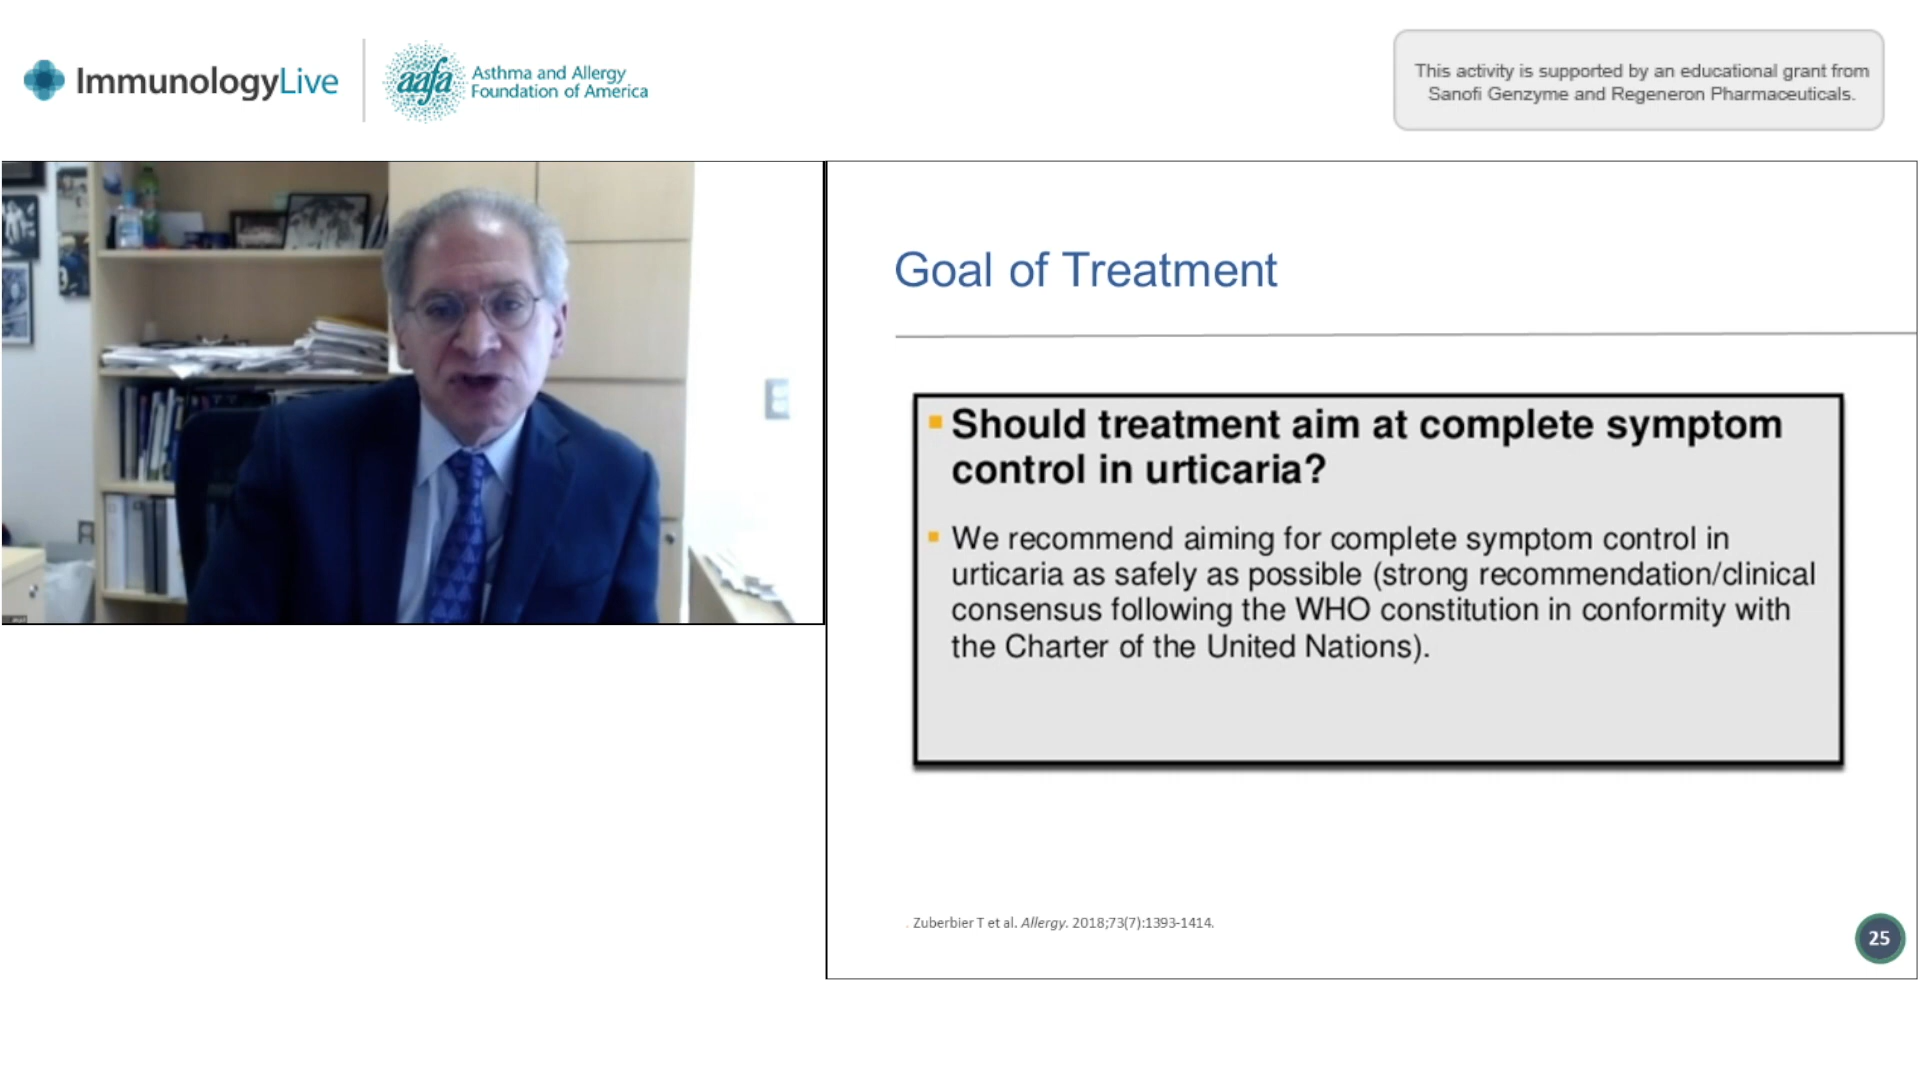 ImmunologyLive
aafa
Asthma and Allergy
Foundation of America
This activity is supported by an educational grant from
Sanofi Genzyme and Regeneron Pharmaceuticals.
Goal of Treatment
Should treatment aim at complete symptom
control in urticaria?
We recommend aiming for complete symptom control in
urticaria as safely as possible (strong recommendation/clinical
consensus following the WHO constitution in conformity with
the Charter of the United Nations).
. Zuberbier T et al. Allergy. 2018;73(7):1393-1414.
25